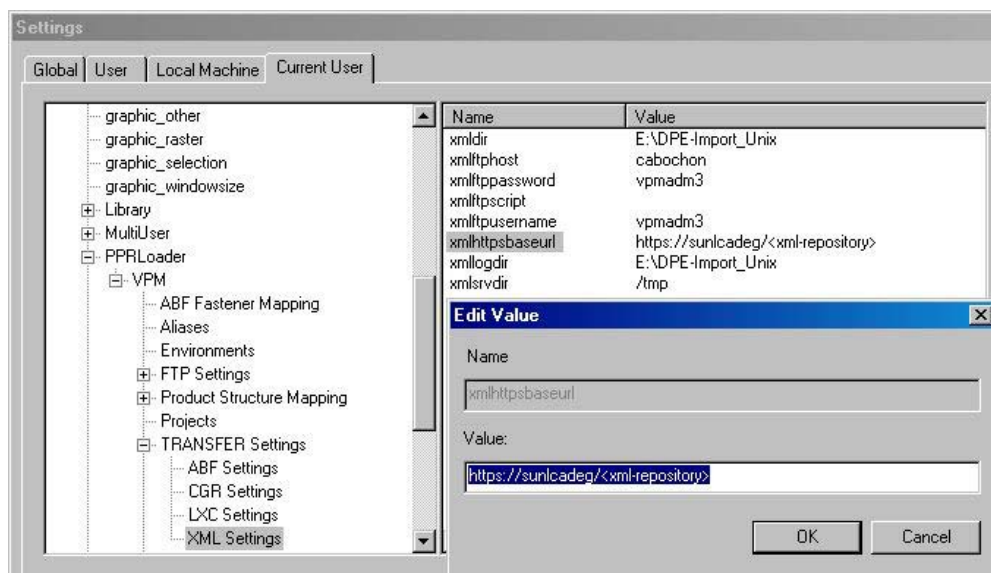 Settings
Global User Local Machine Current User
graphic_other
graphic_raster
graphic_selection
graphic_windowsize
Library
MultiUser
PPRLoader
VPM
ABF Fastener Mapping
Aliases
Environments
FTP Settings
Product Structure Mapping
Projects
TRANSFER Settings
ABF Settings
CGR Settings
LXC Settings
XML Settings
Name Value
xmldir E:\DPE-Import_Unix
xmlftphost cabochon
xmlftppassword vpmadm3
xmlftpscript
xmlftpusername vpmadm3
xmlhttpsbaseurl https://sunlcadeg/<xml-repository>
xmllogdir E:\DPE-Import_Unix
xmlsrvdir /tmp
Edit Value
Name
xmlhttpsbaseurl
Value:
https://sunlcadeg/<xml-repository>
OK Cancel